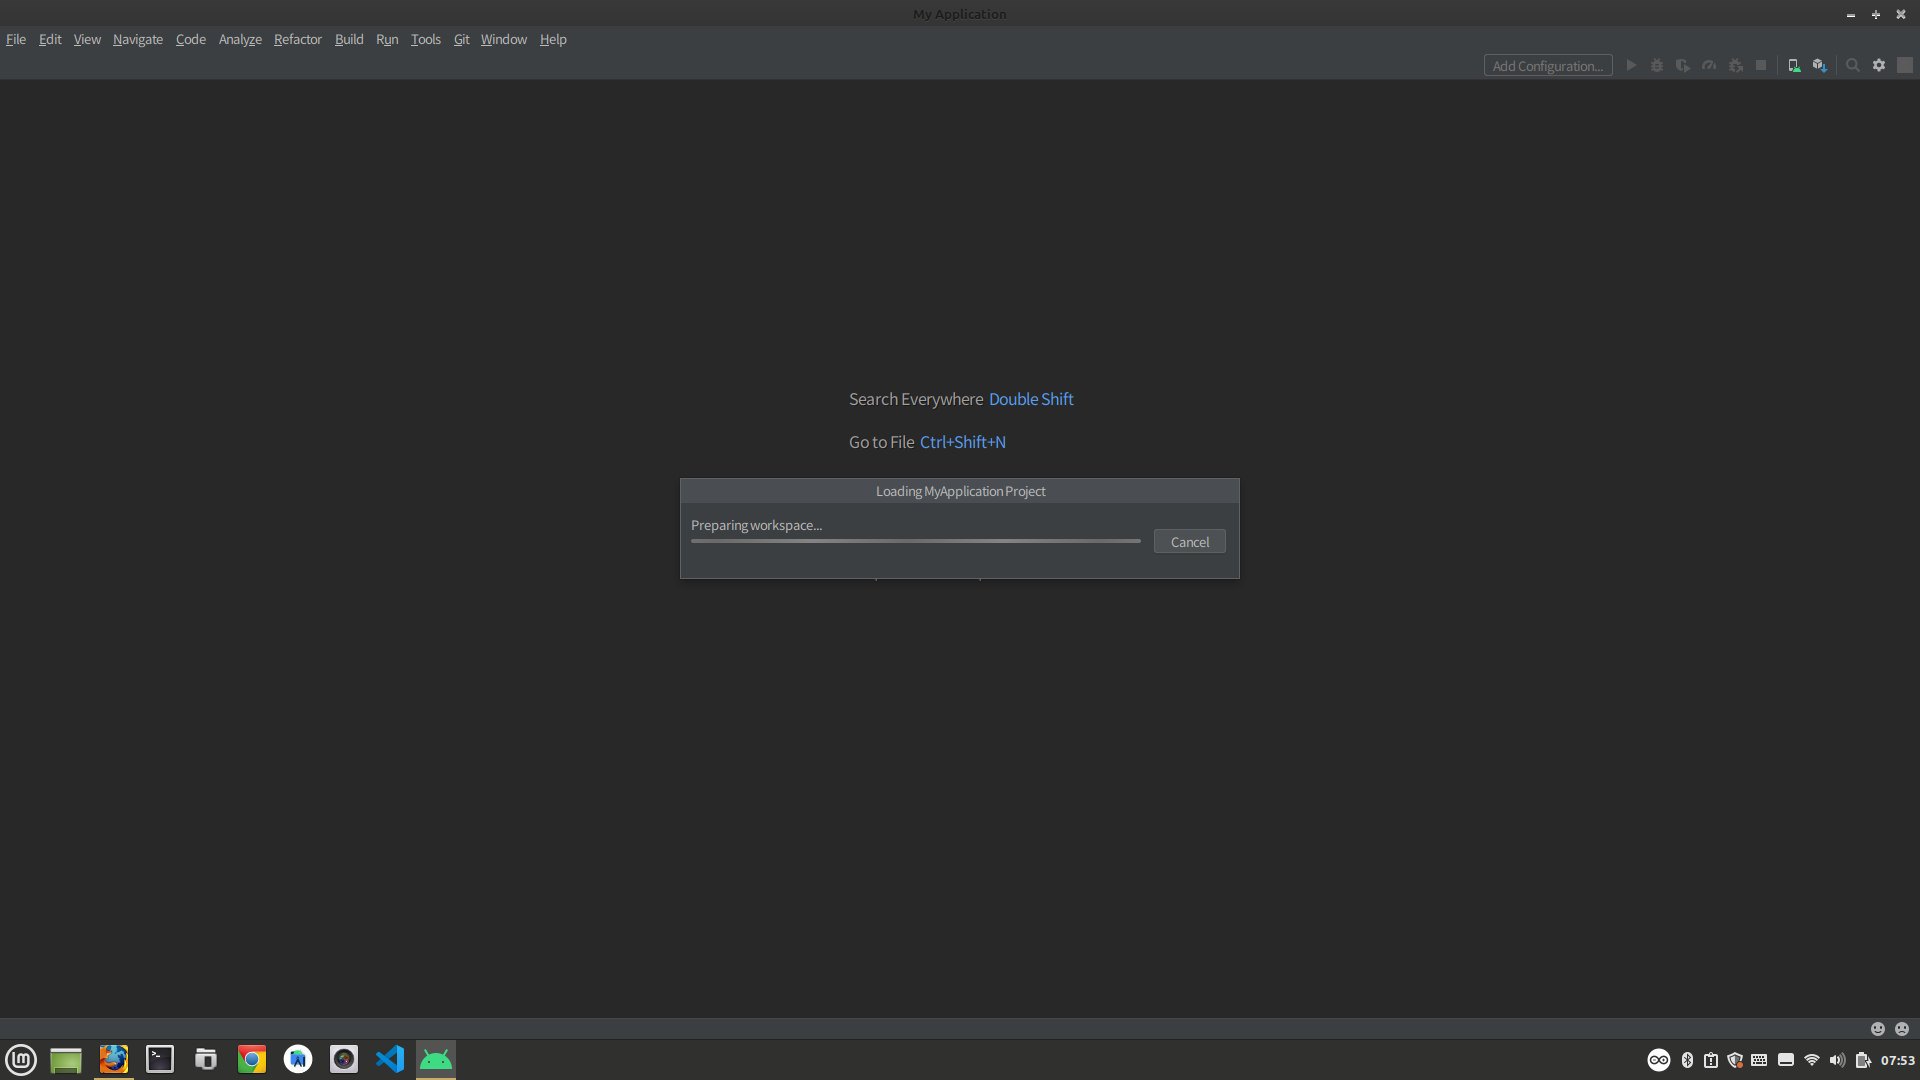 My Application
File Edit View Navigate Code Analyze Refactor Build Run Tools Git Window Help
Add Configuration...
Search Everywhere Double Shift
Go to File Ctrl+Shift+N
Loading MyApplication Project
Preparing workspace...
Cancel
07:53